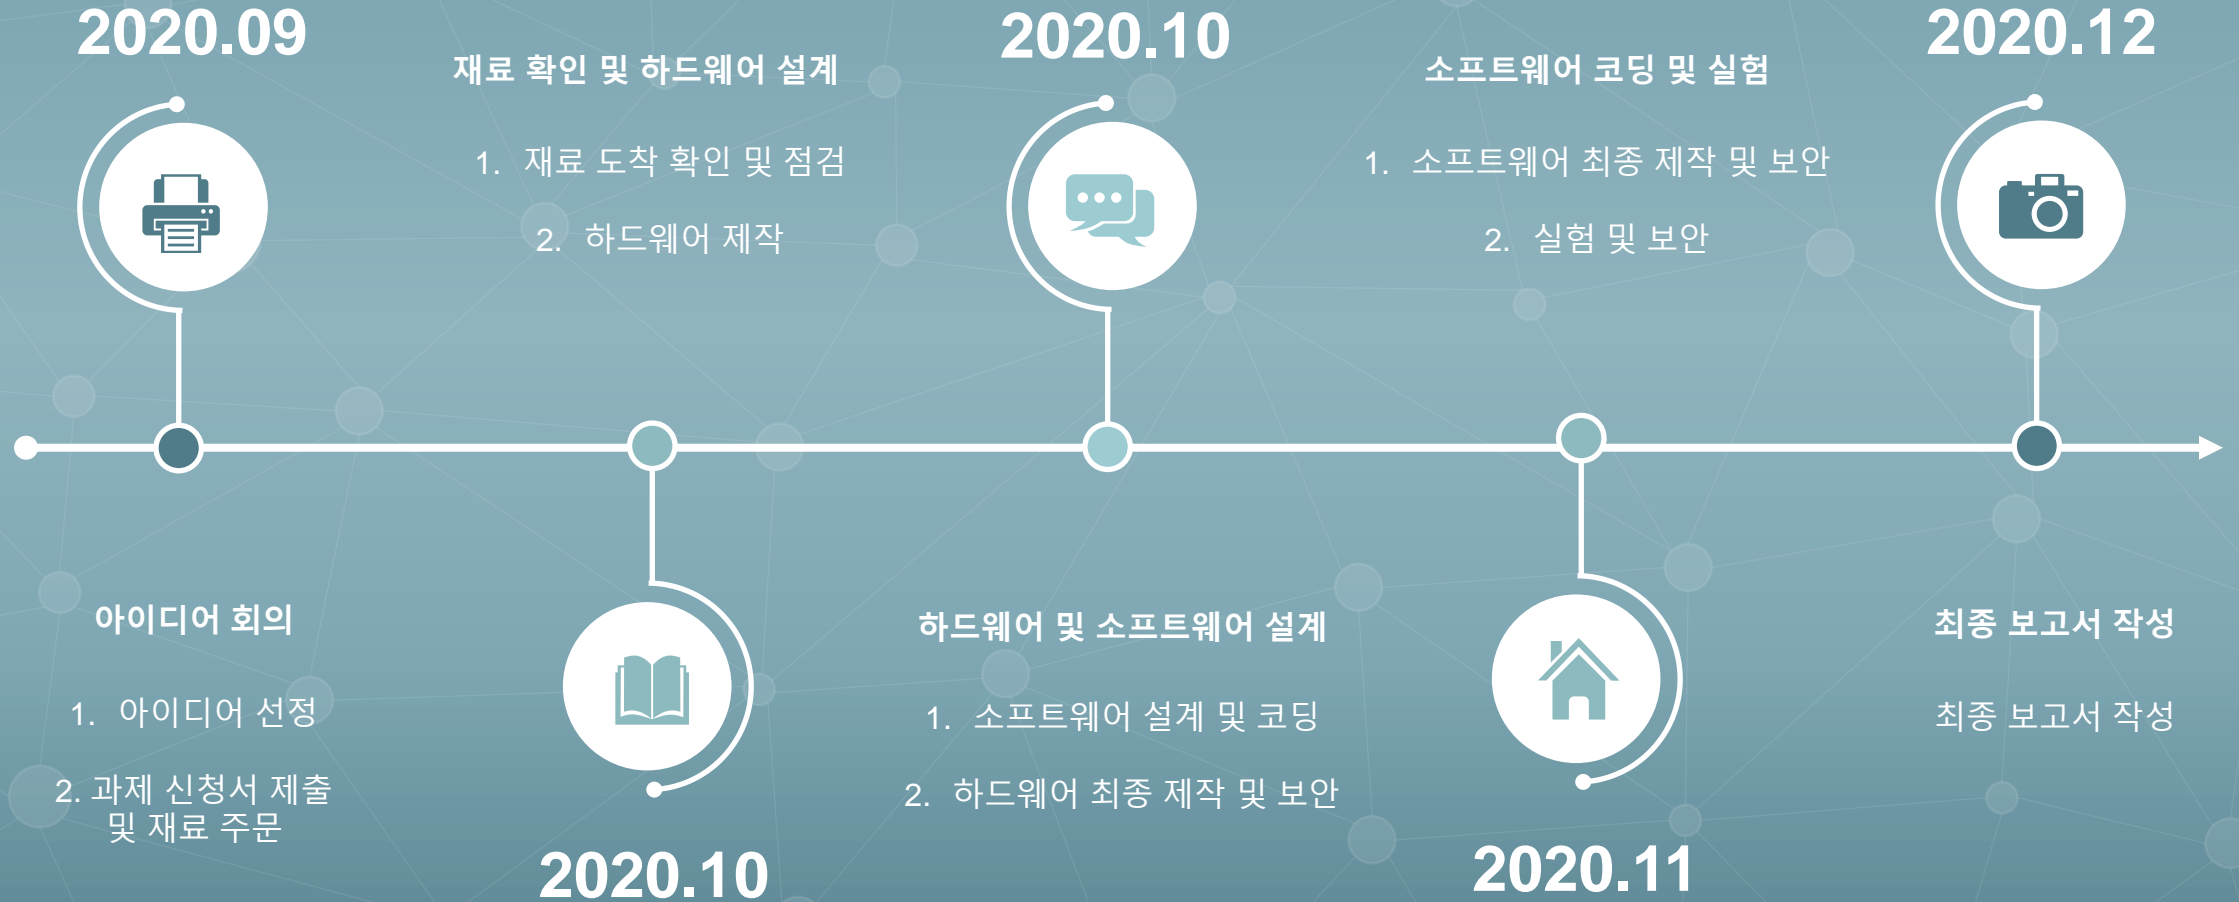 2020.09
아이디어 회의
1. 아이디어 선정
2. 과제 신청서 제출
및 재료 주문
재료 확인 및 하드웨어 설계
1. 재료 도착 확인 및 점검
2. 하드웨어 제작
2020.10
2020.10
하드웨어 및 소프트웨어 설계
1. 소프트웨어 설계 및 코딩
2. 하드웨어 최종 제작 및 보안
소프트웨어 코딩 및 실험
1. 소프트웨어 최종 제작 및 보안
2. 실험 및 보안
2020.11
2020.12
최종 보고서 작성
최종 보고서 작성